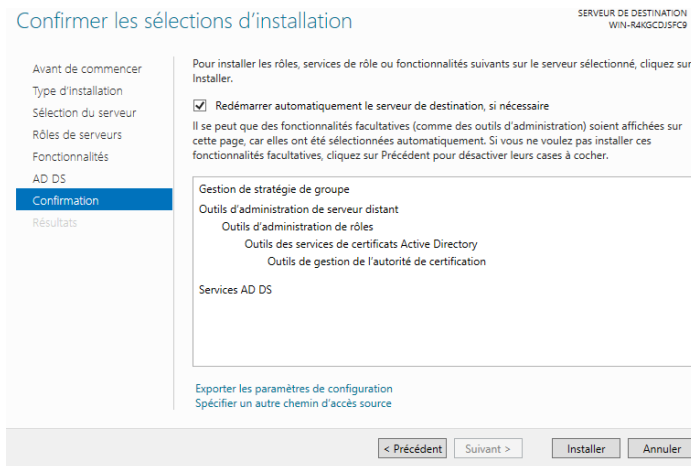 Confirmer les sélections d'installation
SERVEUR DE DESTINATION
WIN-R4KGCDJSFC9
Avant de commencer
Type d'installation
Sélection du serveur
Rôles de serveurs
Fonctionnalités
AD DS
Confirmation
Résultats
Pour installer les rôles, services de rôle ou fonctionnalités suivants sur le serveur sélectionné, cliquez sur
Installer.
Redémarrer automatiquement le serveur de destination, si nécessaire
Il se peut que des fonctionnalités facultatives (comme des outils d'administration) soient affichées sur
cette page, car elles ont été sélectionnées automatiquement. Si vous ne voulez pas installer ces
fonctionnalités facultatives, cliquez sur Précédent pour désactiver leurs cases à cocher.
Gestion de stratégie de groupe
Outils d'administration de serveur distant
Outils d'administration de rôles
Outils des services de certificats Active Directory
Outils de gestion de l'autorité de certification
Services AD DS
Exporter les paramètres de configuration
Spécifier un autre chemin d'accès source
< Précédent
Suivant >
Installer
Annuler